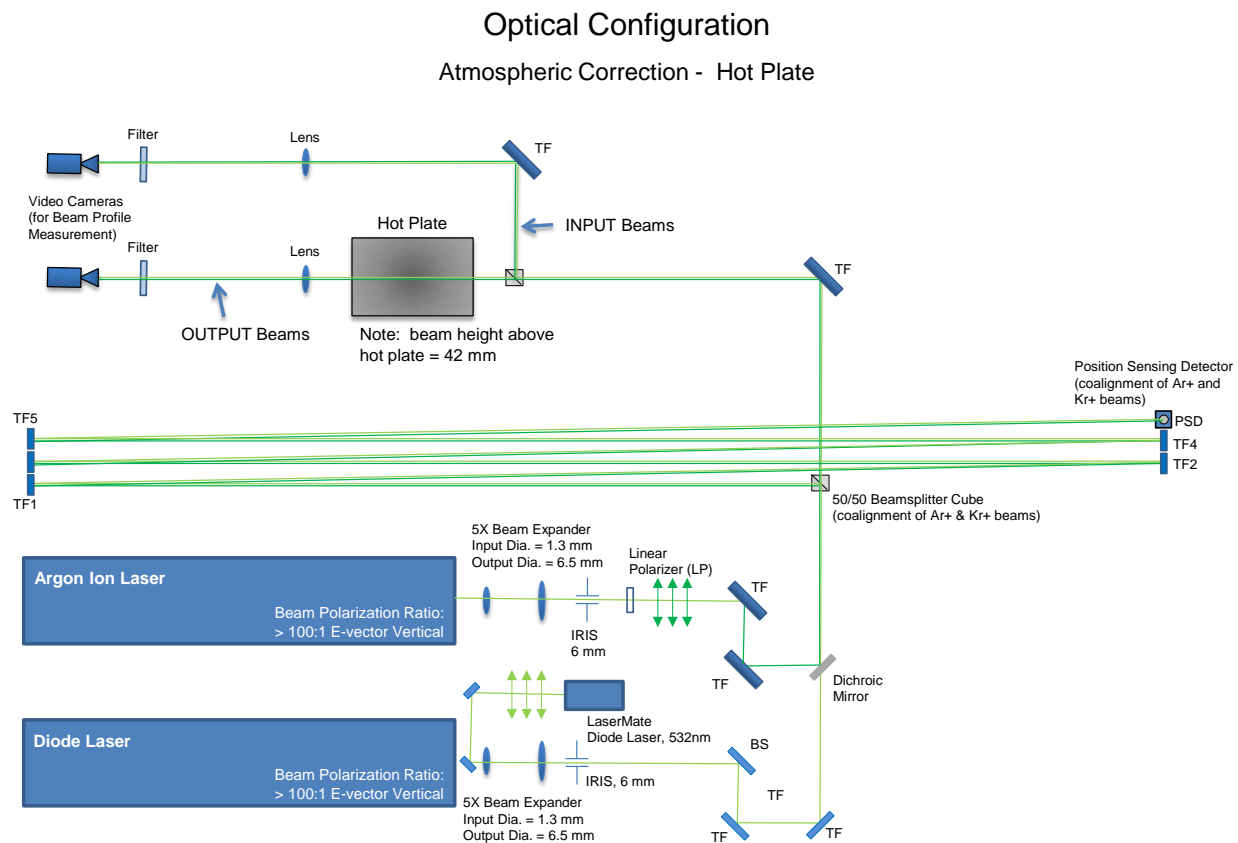 Optical Configuration
Atmospheric Correction - Hot Plate
Filter
Lens
TF
Video Cameras
(for Beam Profile
Measurement)
Hot Plate
INPUT Beams
Filter
Lens
TF
OUTPUT Beams
Note: beam height above
hot plate = 42 mm
Position Sensing Detector
(coalignment of Ar+ and
Kr+ beams)
TF5
PSD
TF4
TF2
TF1
50/50 Beamsplitter Cube
(coalignment of Ar+ & Kr+ beams)
5X Beam Expander
Input Dia. = 1.3 mm
Output Dia. = 6.5 mm
Linear
Polarizer (LP)
Argon Ion Laser
Beam Polarization Ratio:
> 100:1 E-vector Vertical
TF
IRIS
6 mm
TF
Dichroic
Mirror
LaserMate
Diode Laser, 532nm
Diode Laser
Beam Polarization Ratio:
> 100:1 E-vector Vertical
BS
IRIS, 6 mm
TF
5X Beam Expander
Input Dia. = 1.3 mm
Output Dia. = 6.5 mm
TF
TF